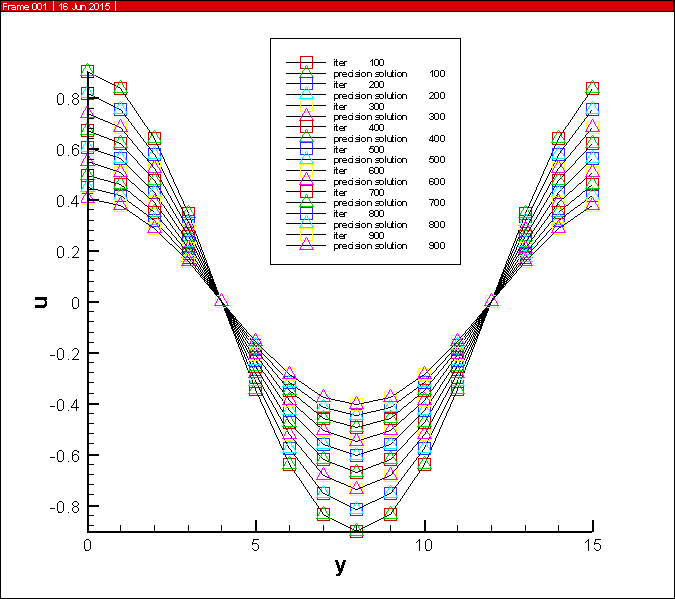 Frame 001 | 16 Jun 2015 |
iter 100
precision solution 100
iter 200
precision solution 200
iter 300
precision solution 300
iter 400
precision solution 400
iter 500
precision solution 500
iter 600
precision solution 600
iter 700
precision solution 700
iter 800
precision solution 800
iter 900
precision solution 900
0.8
0.6
0.4
0.2
0
-0.2
-0.4
-0.6
-0.8
u
0 5 10 15
y